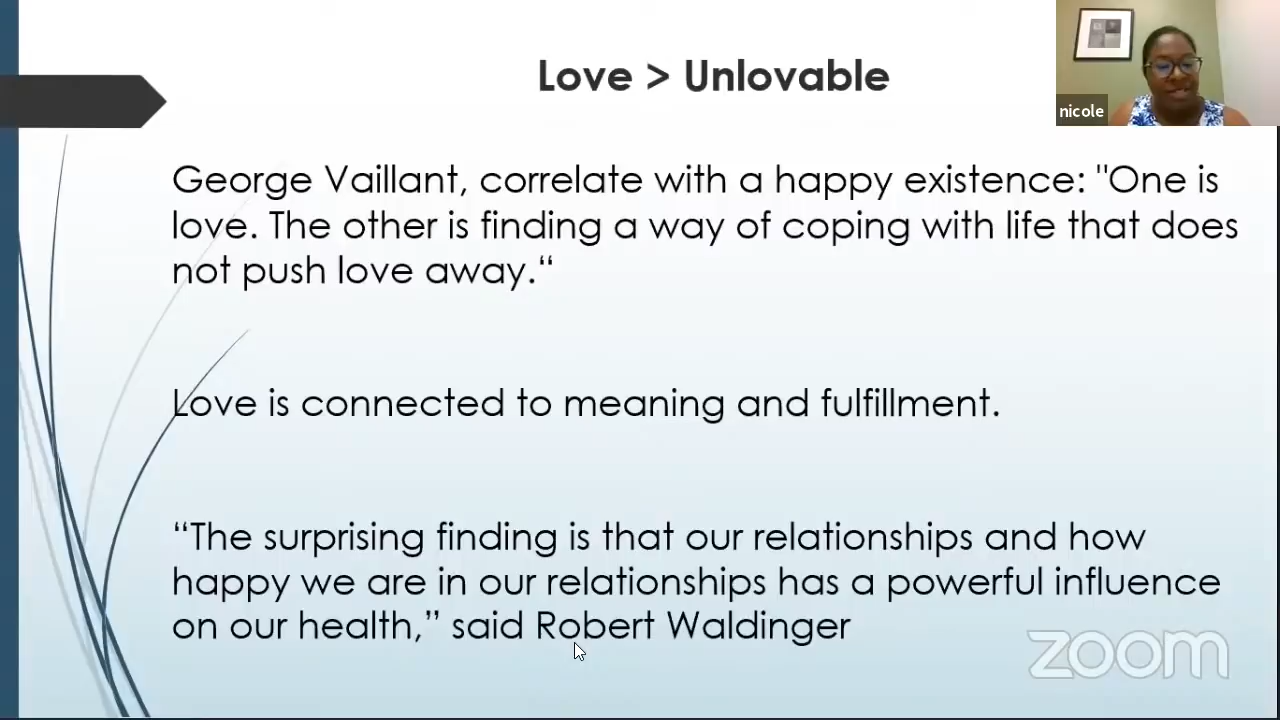 Love > Unlovable
nicole
George Vaillant, correlate with a happy existence: "One is
love. The other is finding a way of coping with life that does
not push love away.“
Love is connected to meaning and fulfillment.
“The surprising finding is that our relationships and how
happy we are in our relationships has a powerful influence
on our health,” said Robert Waldinger
zoom